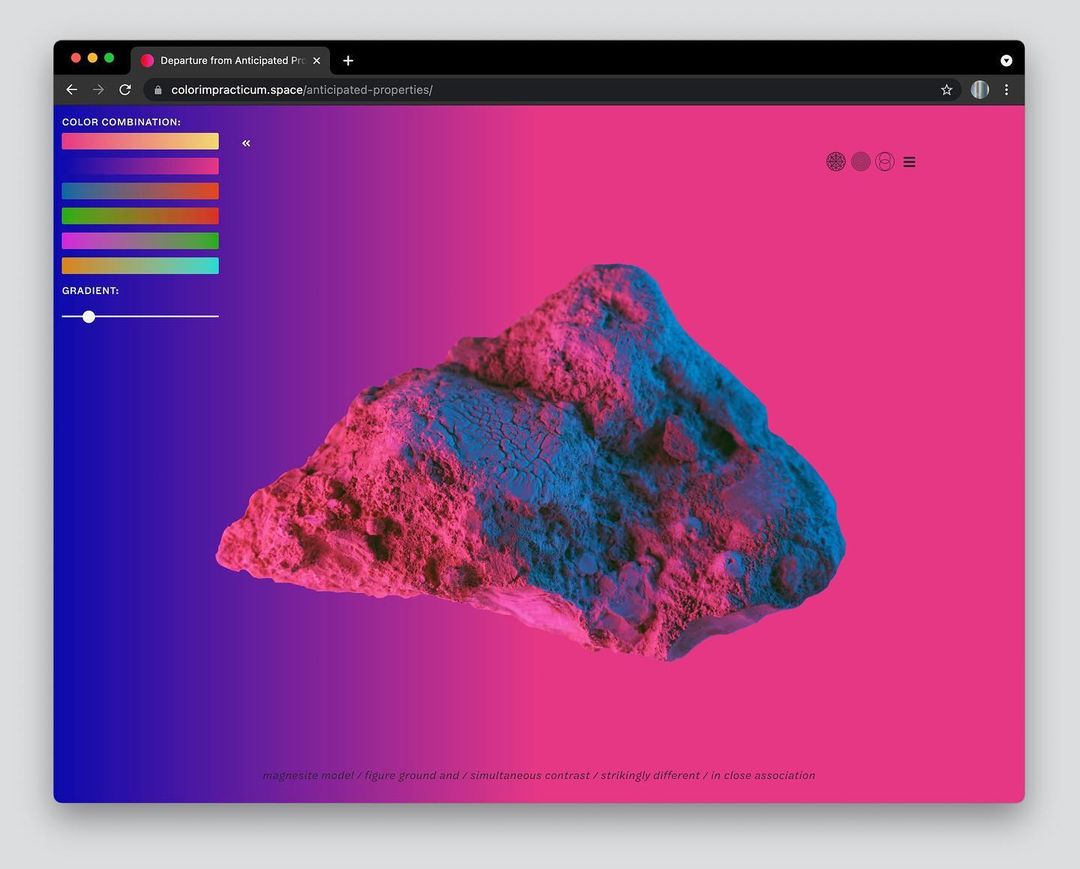 Departure from Anticipated Pro
colorimpracticum.space/anticipated-properties/
COLOR COMBINATION:
GRADIENT:
magnesite model / figure ground and / simultaneous contrast / strikingly different / in close association